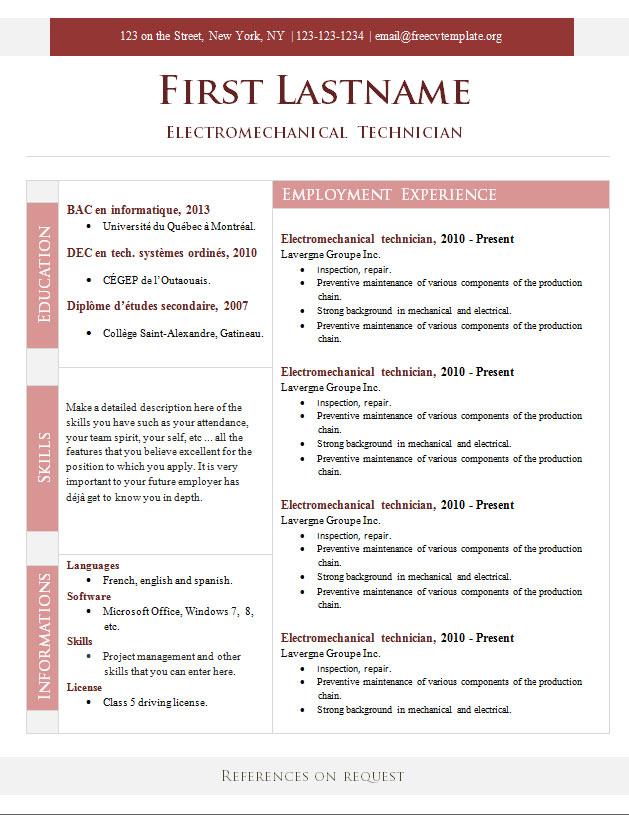 123 on the Street, New York, NY | 123-123-1234 | email@freecvtemplate.org
First Lastname
Electromechanical Technician
EDUCATION
BAC en informatique, 2013
• Université du Québec à Montréal.
DEC en tech. systèmes ordinés, 2010
• CÉGEP de l'Outaouais.
Diplôme d'études secondaire, 2007
• Collège Saint-Alexandre, Gatineau.
SKILLS
Make a detailed description here of the
skills you have such as your attendance,
your team spirit, your self, etc ... all the
features that you believe excellent for the
position to which you apply. It is very
important to your future employer has
déjà get to know you in depth.
INFORMATIONS
Languages
• French, english and spanish.
Software
• Microsoft Office, Windows 7, 8,
etc.
Skills
• Project management and other
skills that you can enter here.
License
• Class 5 driving license.
Employment Experience
Electromechanical technician, 2010 - Present
Lavergne Groupe Inc.
• Inspection, repair.
• Preventive maintenance of various components of the production
chain.
• Strong background in mechanical and electrical.
• Preventive maintenance of various components of the production
chain.
Electromechanical technician, 2010 - Present
Lavergne Groupe Inc.
• Inspection, repair.
• Preventive maintenance of various components of the production
chain.
• Strong background in mechanical and electrical.
• Preventive maintenance of various components of the production
chain.
Electromechanical technician, 2010 - Present
Lavergne Groupe Inc.
• Inspection, repair.
• Preventive maintenance of various components of the production
chain.
• Strong background in mechanical and electrical.
• Preventive maintenance of various components of the production
chain.
Electromechanical technician, 2010 - Present
Lavergne Groupe Inc.
• Inspection, repair.
• Preventive maintenance of various components of the production
chain.
• Strong background in mechanical and electrical.
References on request